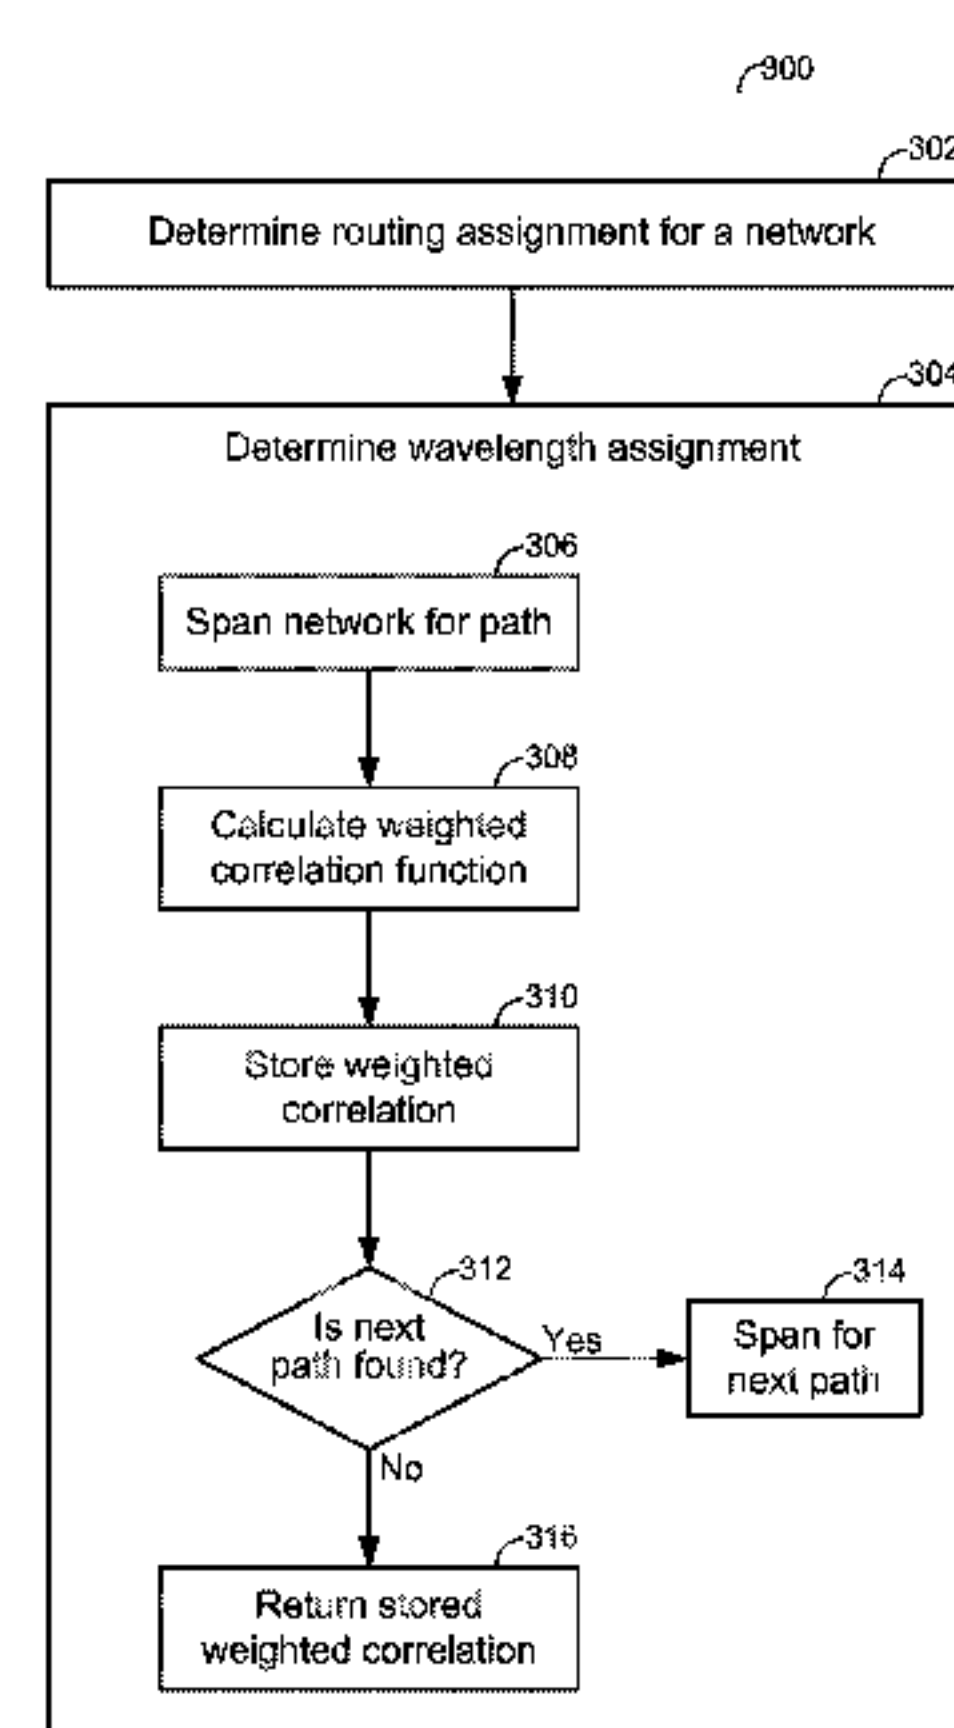 300
302
Determine routing assignment for a network
304
Determine wavelength assignment
306
Span network for path
308
Calculate weighted
correlation function
310
Store weighted
correlation
312
Is next
path found?
Yes
314
Span for
next path
No
316
Return stored
weighted correlation